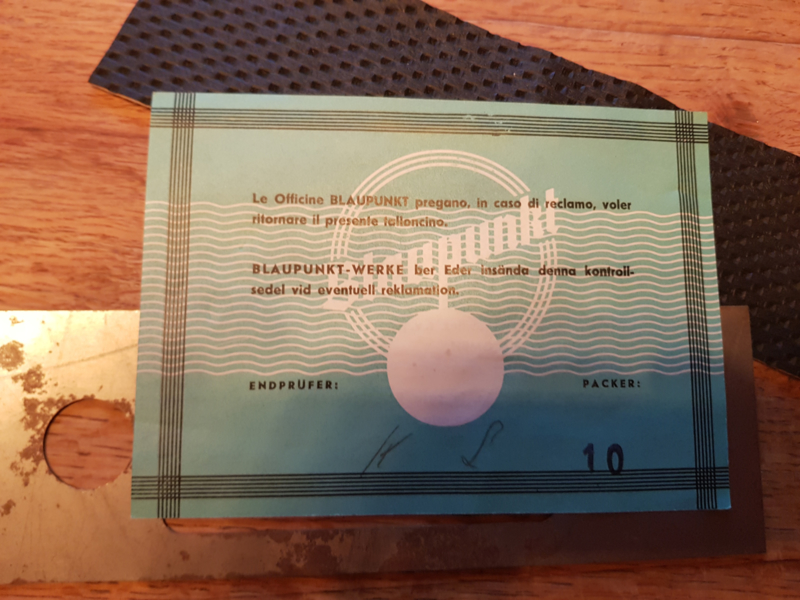 Blaupunkt
Le Officine BLAUPUNKT pregano, in caso di reclamo, voler
ritornare il presente talloncino.
BLAUPUNKT-WERKE ber Eder insända denna kontroll-
sedel vid eventuell reklamation.
ENDPRÜFER: PACKER:
10